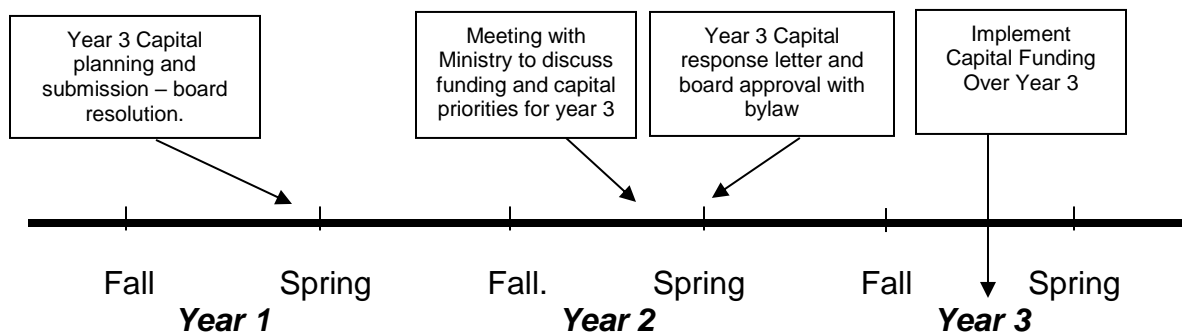 Year 3 Capital
planning and
submission – board
resolution.
Meeting with
Ministry to discuss
funding and capital
priorities for year 3
Year 3 Capital
response letter and
board approval with
bylaw
Implement
Capital Funding
Over Year 3
Fall Spring Fall. Spring Fall Spring
Year 1 Year 2 Year 3